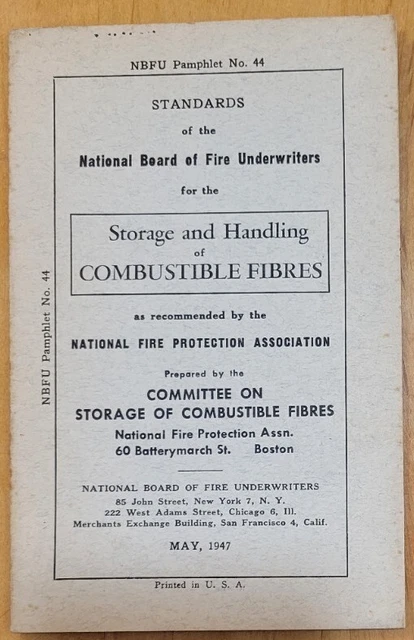 NBFU Pamphlet No. 44
STANDARDS
of the
National Board of Fire Underwriters
for the
Storage and Handling
of
COMBUSTIBLE FIBRES
as recommended by the
NATIONAL FIRE PROTECTION ASSOCIATION
Prepared by the
COMMITTEE ON
STORAGE OF COMBUSTIBLE FIBRES
National Fire Protection Assn.
60 Batterymarch St. Boston
NATIONAL BOARD OF FIRE UNDERWRITERS
85 John Street, New York 7, N. Y.
222 West Adams Street, Chicago 6, Ill.
Merchants Exchange Building, San Francisco 4, Calif.
MAY, 1947
Printed in U. S. A.
NBFU Pamphlet No. 44